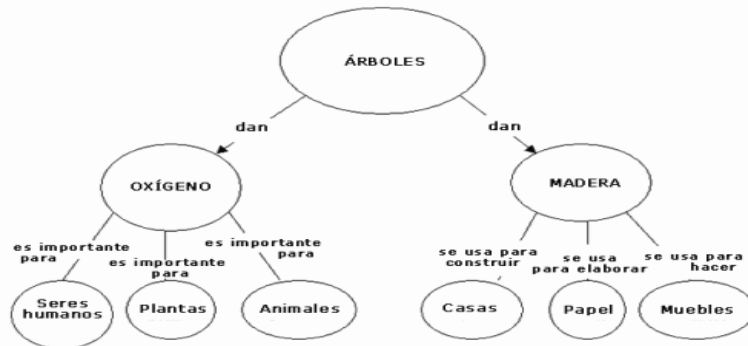 ÁRBOLES
dan
dan
OXÍGENO
MADERA
es importante
para
es importante
para
es importante
para
se usa para
construir
se usa
para elaborar
se usa para
hacer
Seres
humanos
Plantas
Animales
Casas
Papel
Muebles